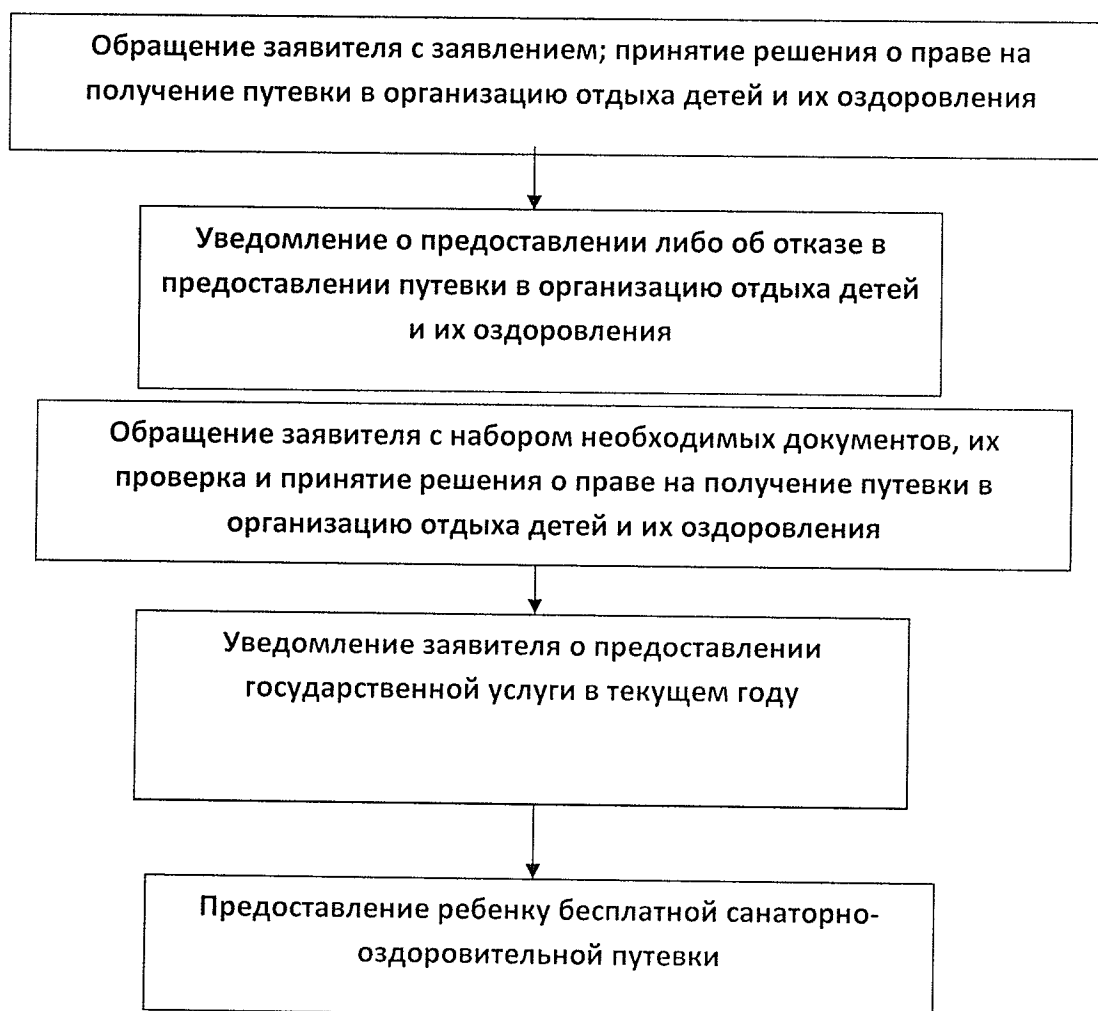 Обращение заявителя с заявлением; принятие решения о праве на
получение путевки в организацию отдыха детей и их оздоровления
Уведомление о предоставлении либо об отказе в
предоставлении путевки в организацию отдыха детей
и их оздоровления
Обращение заявителя с набором необходимых документов, их
проверка и принятие решения о праве на получение путевки в
организацию отдыха детей и их оздоровления
Уведомление заявителя о предоставлении
государственной услуги в текущем году
Предоставление ребенку бесплатной санаторно-
оздоровительной путевки